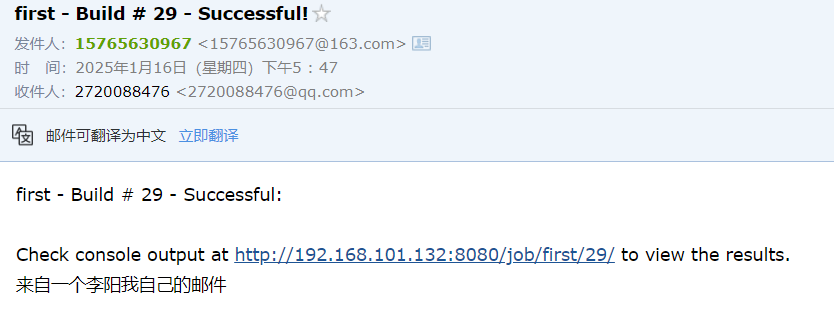 first - Build # 29 - Successful!
发件人：15765630967 <15765630967@163.com>
时　间：2025年1月16日（星期四）下午5：47
收件人：2720088476 <2720088476@qq.com>
邮件可翻译为中文 立即翻译
first - Build # 29 - Successful:
Check console output at http://192.168.101.132:8080/job/first/29/ to view the results.
来自一个李阳我自己的邮件